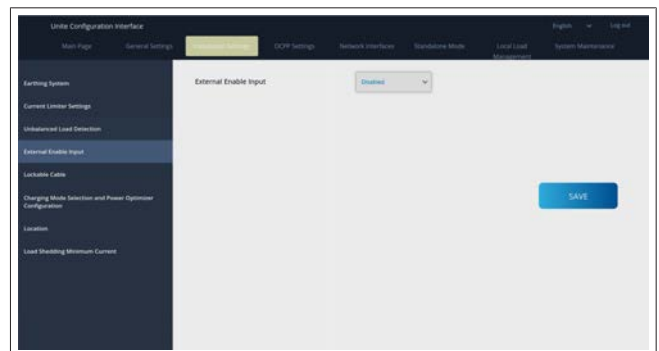 Unite Configuration Interface
English
Log out
Main Page
General Settings
Installation Settings
OCPP Settings
Network Interfaces
Standalone Mode
Local Load
Management
System Maintenance
Earthing System
External Enable Input
Disabled
Current Limiter Settings
Unbalanced Load Detection
External Enable Input
Lockable Cable
Charging Mode Selection and Power Optimizer
Configuration
SAVE
Location
Load Shedding Minimum Current